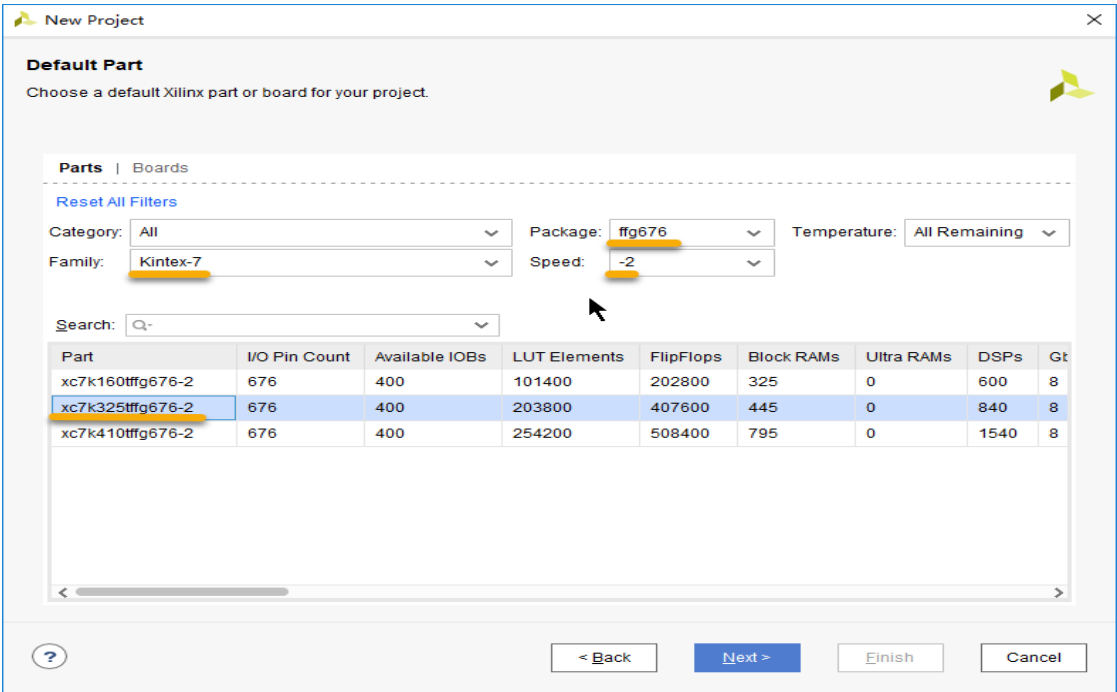 New Project
Default Part
Choose a default Xilinx part or board for your project.
Parts | Boards
Reset All Filters
Category: All Package: ffg676 Temperature: All Remaining
Family: Kintex-7 Speed: -2
Search: Q-
Part I/O Pin Count Available IOBs LUT Elements FlipFlops Block RAMs Ultra RAMs DSPs Gt
xc7k160tffg676-2 676 400 101400 202800 325 0 600 8
xc7k325tffg676-2 676 400 203800 407600 445 0 840 8
xc7k410tffg676-2 676 400 254200 508400 795 0 1540 8
? < Back Next > Finish Cancel